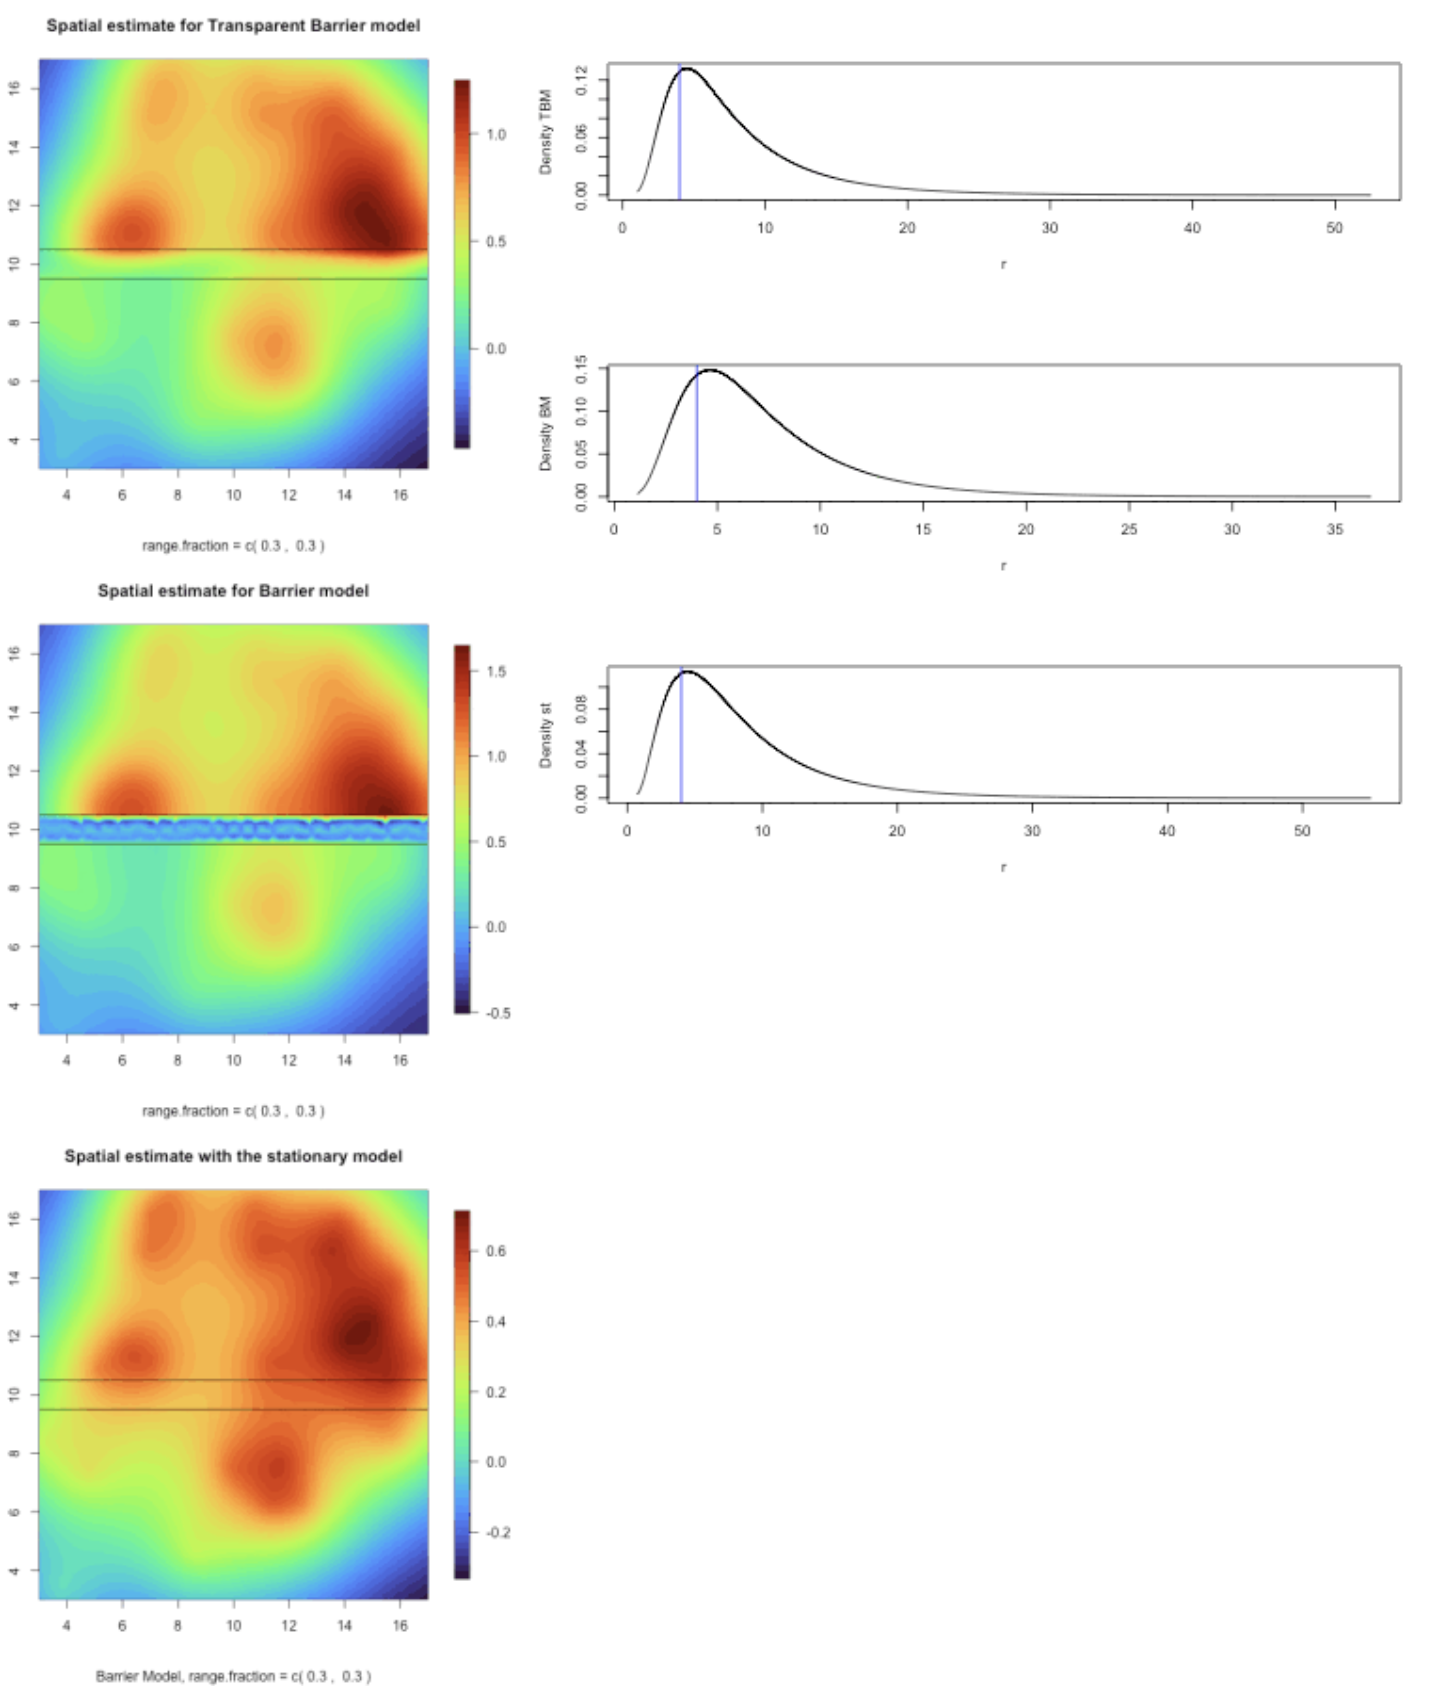 Spatial estimate for Transparent Barrier model
4 6 8 10 12 14 16
0.0 0.5 1.0
4 6 8 10 12 14 16
range.fraction = c( 0.3 , 0.3 )
Density TBM
0.00 0.06 0.12
0 10 20 30 40 50
r
Density BM
0.00 0.05 0.10 0.15
0 5 10 15 20 25 30 35
r
Spatial estimate for Barrier model
4 6 8 10 12 14 16
-0.5 0.0 0.5 1.0 1.5
4 6 8 10 12 14 16
range.fraction = c( 0.3 , 0.3 )
Density st
0.00 0.04 0.08
0 10 20 30 40 50
r
Spatial estimate with the stationary model
4 6 8 10 12 14 16
-0.2 0.0 0.2 0.4 0.6
4 6 8 10 12 14 16
Barrier Model, range.fraction = c( 0.3 , 0.3 )